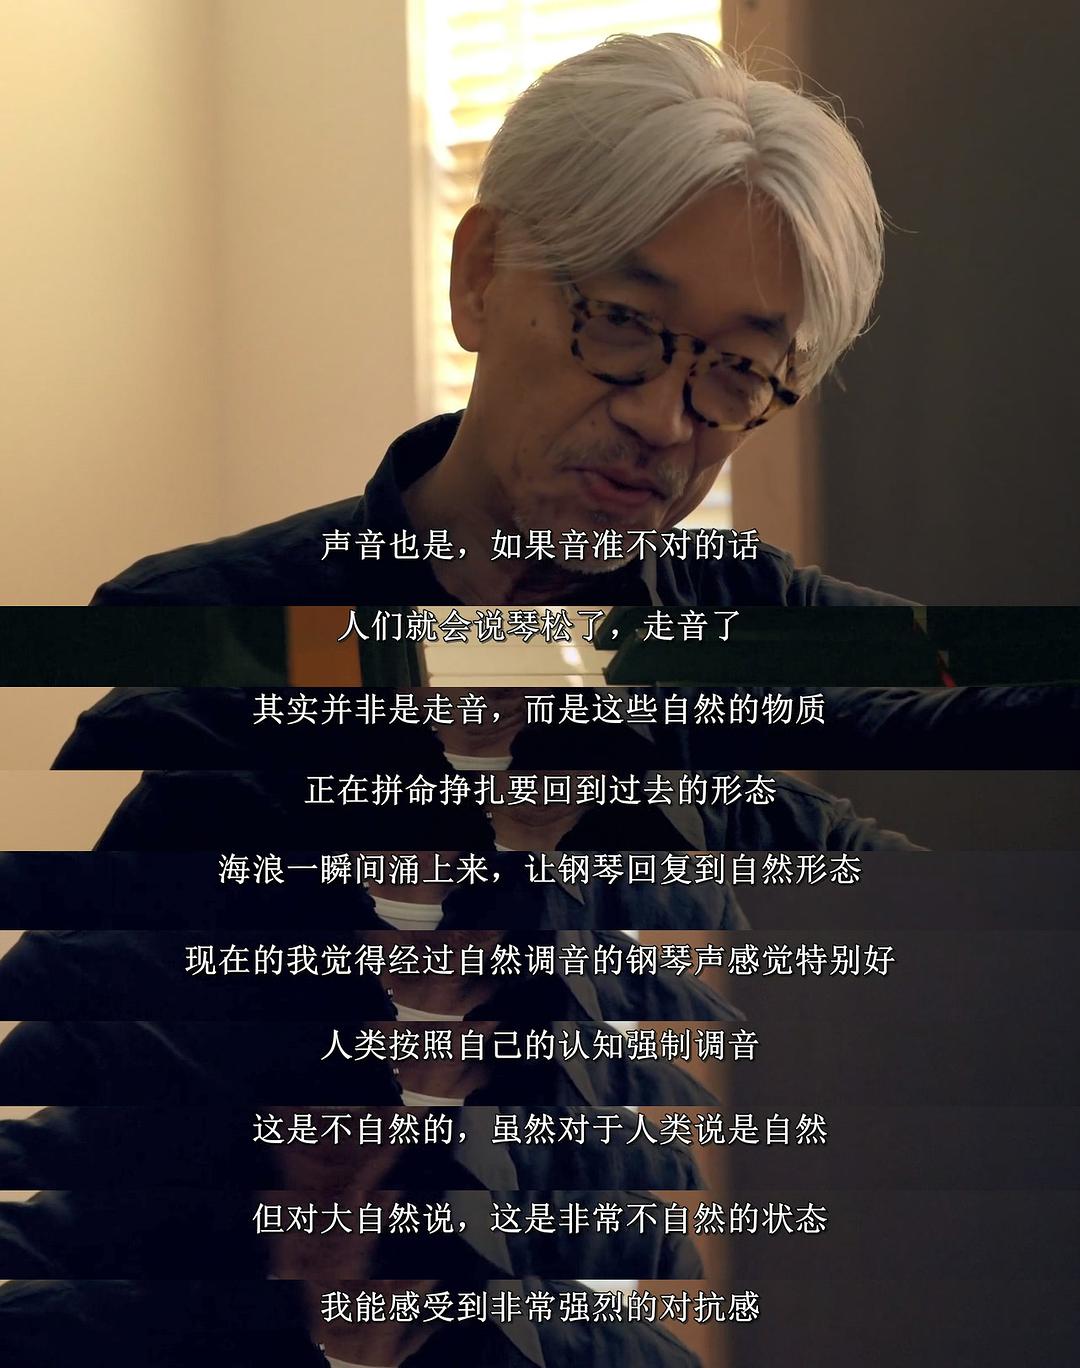 声音也是，如果音准不对的话
人们就会说琴松了，走音了
其实并非是走音，而是这些自然的物质
正在拼命挣扎要回到过去的形态
海浪一瞬间涌上来，让钢琴回复到自然形态
现在的我觉得经过自然调音的钢琴声感觉特别好
人类按照自己的认知强制调音
这是不自然的，虽然对于人类说是自然
但对大自然说，这是非常不自然的状态
我能感受到非常强烈的对抗感